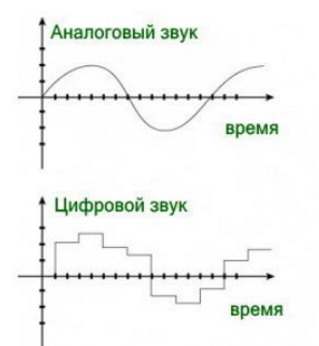 Аналоговый звук
время
Цифровой звук
время